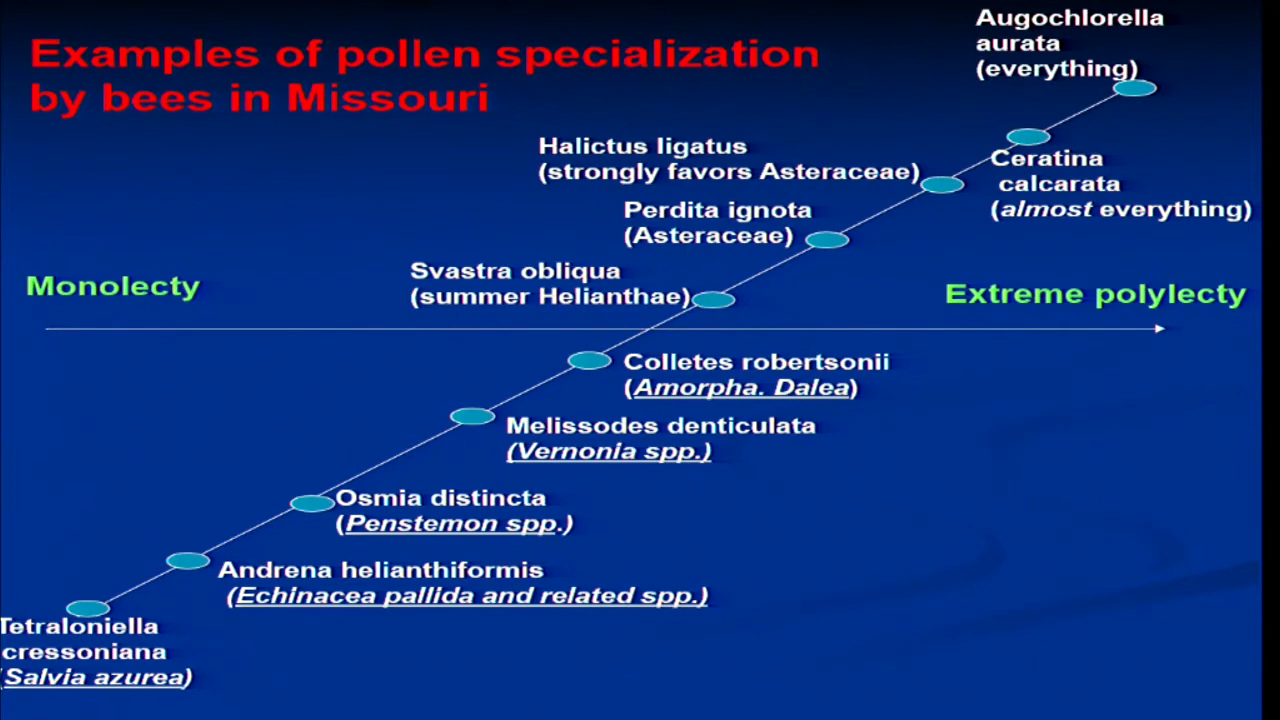 Examples of pollen specialization
by bees in Missouri
Augochlorella
aurata
(everything)
Ceratina
calcarata
(almost everything)
Halictus ligatus
(strongly favors Asteraceae)
Perdita ignota
(Asteraceae)
Svastra obliqua
(summer Helianthae)
Monolecty
Extreme polylecty
Colletes robertsonii
(Amorpha. Dalea)
Melissodes denticulata
(Vernonia spp.)
Osmia distincta
(Penstemon spp.)
Andrena helianthiformis
(Echinacea pallida and related spp.)
Tetraloniella
cressoniana
(Salvia azurea)